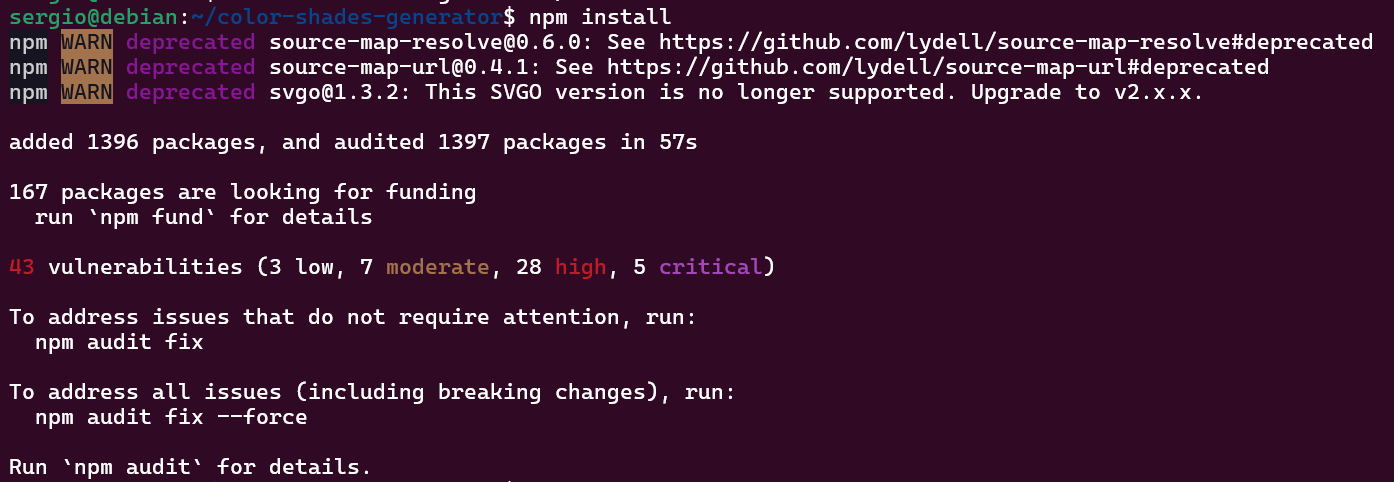 sergio@debian:~/color-shades-generator$ npm install
npm WARN deprecated source-map-resolve@0.6.0: See https://github.com/lydell/source-map-resolve#deprecated
npm WARN deprecated source-map-url@0.4.1: See https://github.com/lydell/source-map-url#deprecated
npm WARN deprecated svgo@1.3.2: This SVGO version is no longer supported. Upgrade to v2.x.x.
added 1396 packages, and audited 1397 packages in 57s
167 packages are looking for funding
  run `npm fund` for details
43 vulnerabilities (3 low, 7 moderate, 28 high, 5 critical)
To address issues that do not require attention, run:
  npm audit fix
To address all issues (including breaking changes), run:
  npm audit fix --force
Run `npm audit` for details.